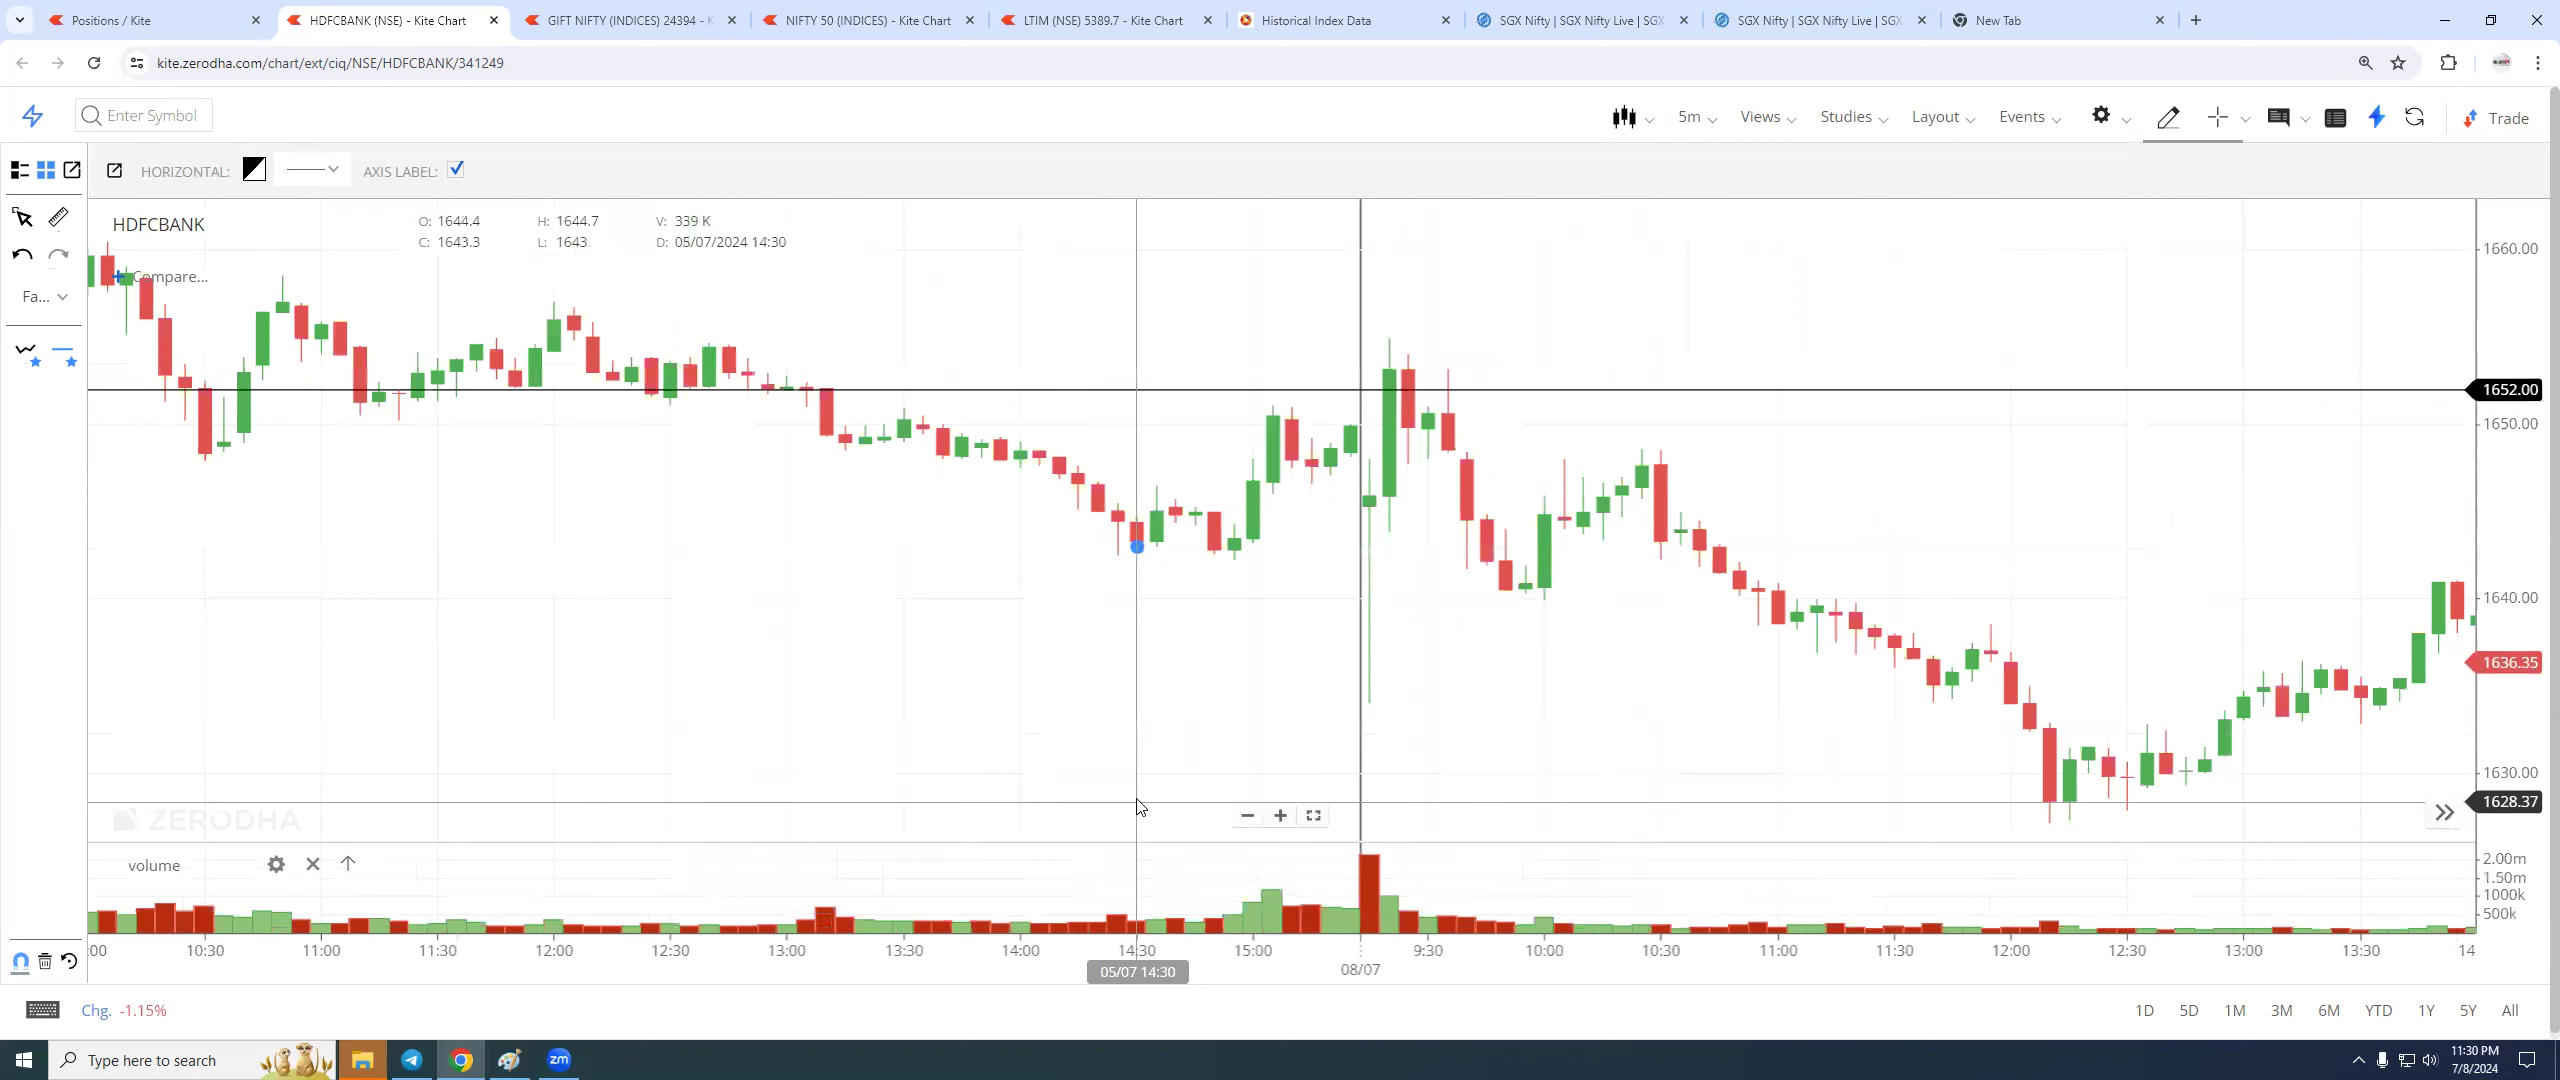 Positions / Kite
HDFCBANK (NSE) - Kite Chart
GIFT NIFTY (INDICES) 24394 - K
NIFTY 50 (INDICES) - Kite Chart
LTIM (NSE) 5389.7 - Kite Chart
Historical Index Data
SGX Nifty | SGX Nifty Live | SGX
SGX Nifty | SGX Nifty Live | SGX
New Tab
kite.zerodha.com/chart/ext/ciq/NSE/HDFCBANK/341249
Enter Symbol
5m
Views
Studies
Layout
Events
Trade
HORIZONTAL:
AXIS LABEL:
HDFCBANK
O: 1644.4 H: 1644.7 V: 339 K
C: 1643.3 L: 1643. D: 05/07/2024 14:30
Compare...
Fa...
1660.00
1652.00
1650.00
1640.00
1636.35
1630.00
1628.37
ZERODHA
volume
2.00m
1.50m
1000k
500k
:00 10:30 11:00 11:30 12:00 12:30 13:00 13:30 14:00 14:30 15:00 9:30 10:00 10:30 11:00 11:30 12:00 12:30 13:00 13:30 14
05/07 14:30
08/07
Chg. -1.15%
1D 5D 1M 3M 6M YTD 1Y 5Y All
Type here to search
zm
11:30 PM
7/8/2024